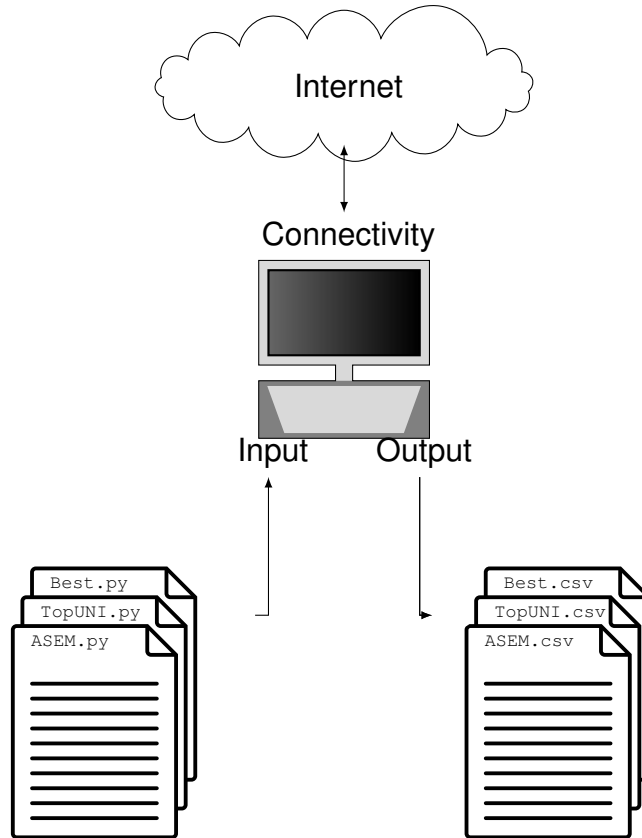 Internet
Connectivity
Input Output
Best.py
TopUNI.py
ASEM.py
Best.csv
TopUNI.csv
ASEM.csv